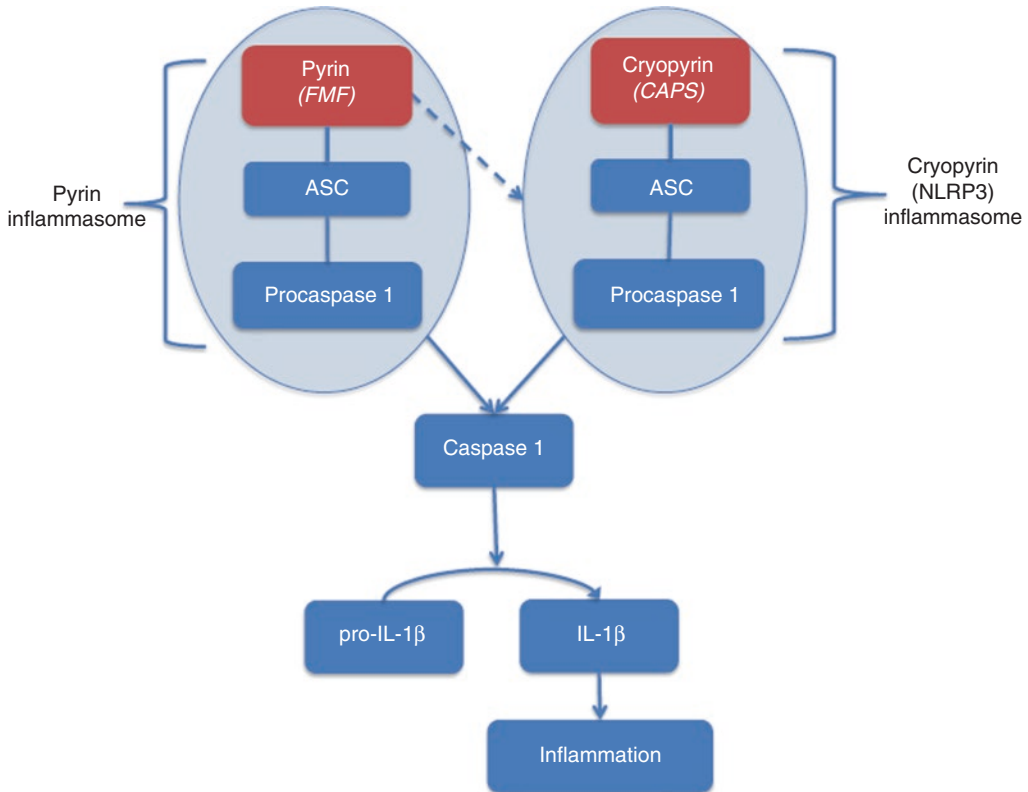 Pyrin
(FMF)
ASC
Procaspase 1
Pyrin
inflammasome
Cryopyrin
(CAPS)
ASC
Procaspase 1
Cryopyrin
(NLRP3)
inflammasome
Caspase 1
pro-IL-1β
IL-1β
Inflammation